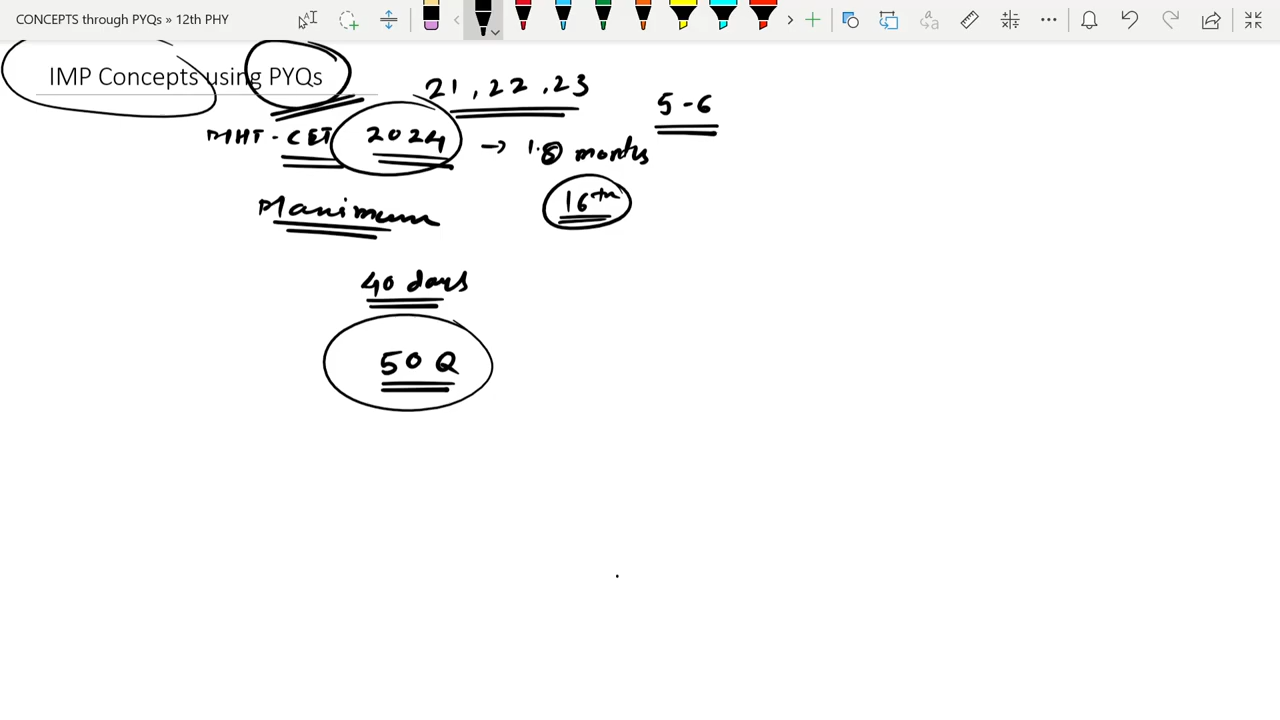 CONCEPTS through PYQs » 12th PHY
IMP Concepts using PYQs
21, 22, 23
5-6
MHT-CET 2024 → 1.5 months
16th
Maximum
40 days
50 Q